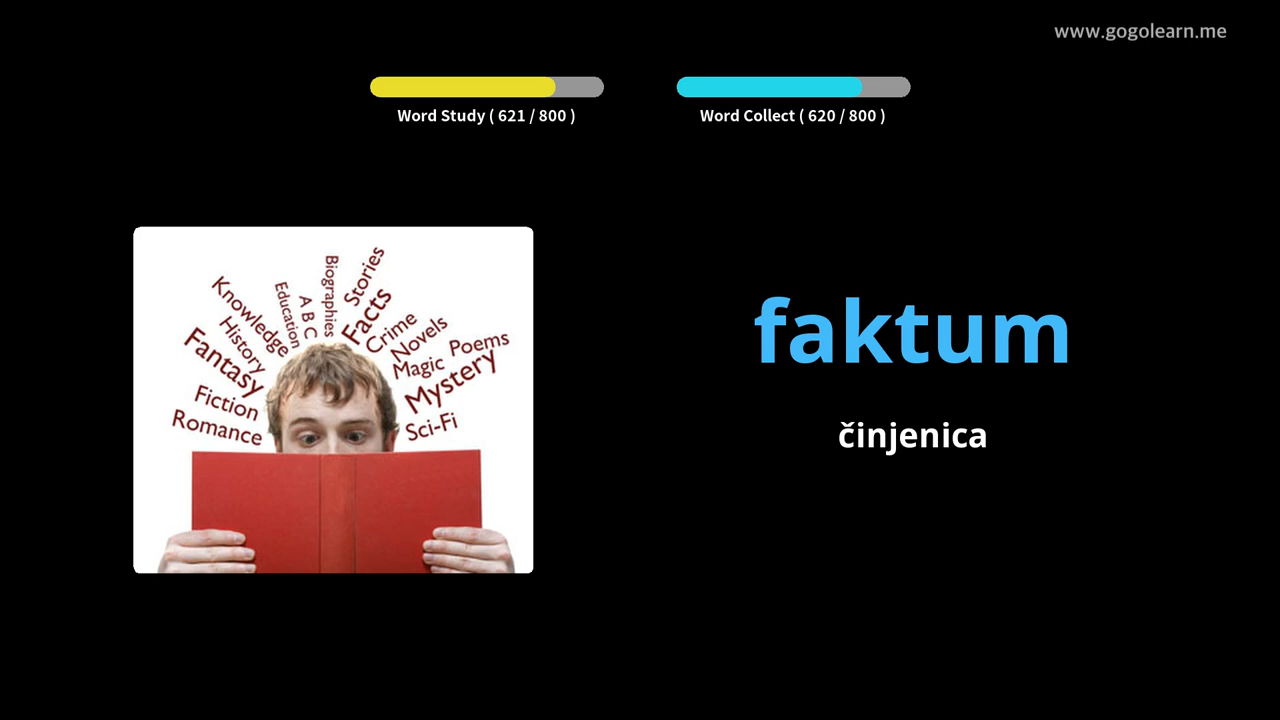 www.gogolearn.me
Word Study ( 621 / 800 )
Word Collect ( 620 / 800 )
Knowledge
History
Fantasy
Fiction
Romance
Education
A B C
Biographies
Stories
Facts
Crime
Novels
Magic
Poems
Mystery
Sci-Fi
faktum
činjenica